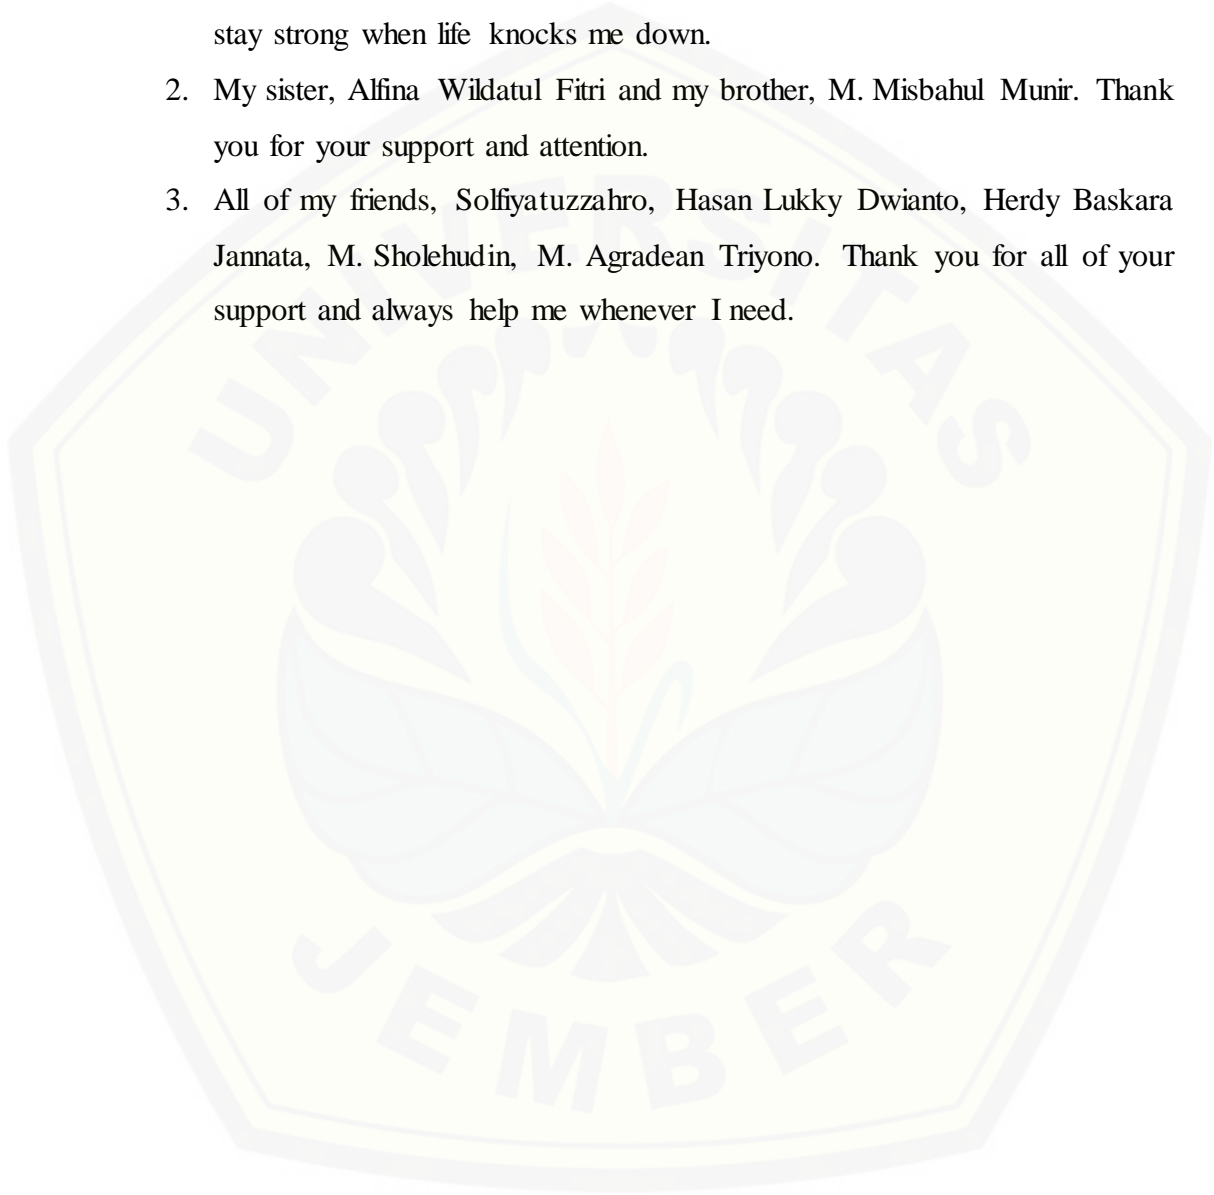 stay strong when life knocks me down.
2. My sister, Alfina Wildatul Fitri and my brother, M. Misbahul Munir. Thank
you for your support and attention.
3. All of my friends, Solfiyatuzzahro, Hasan Lukky Dwianto, Herdy Baskara
Jannata, M. Sholehudin, M. Agradean Triyono. Thank you for all of your
support and always help me whenever I need.
UNIVERSITAS
JEMBER